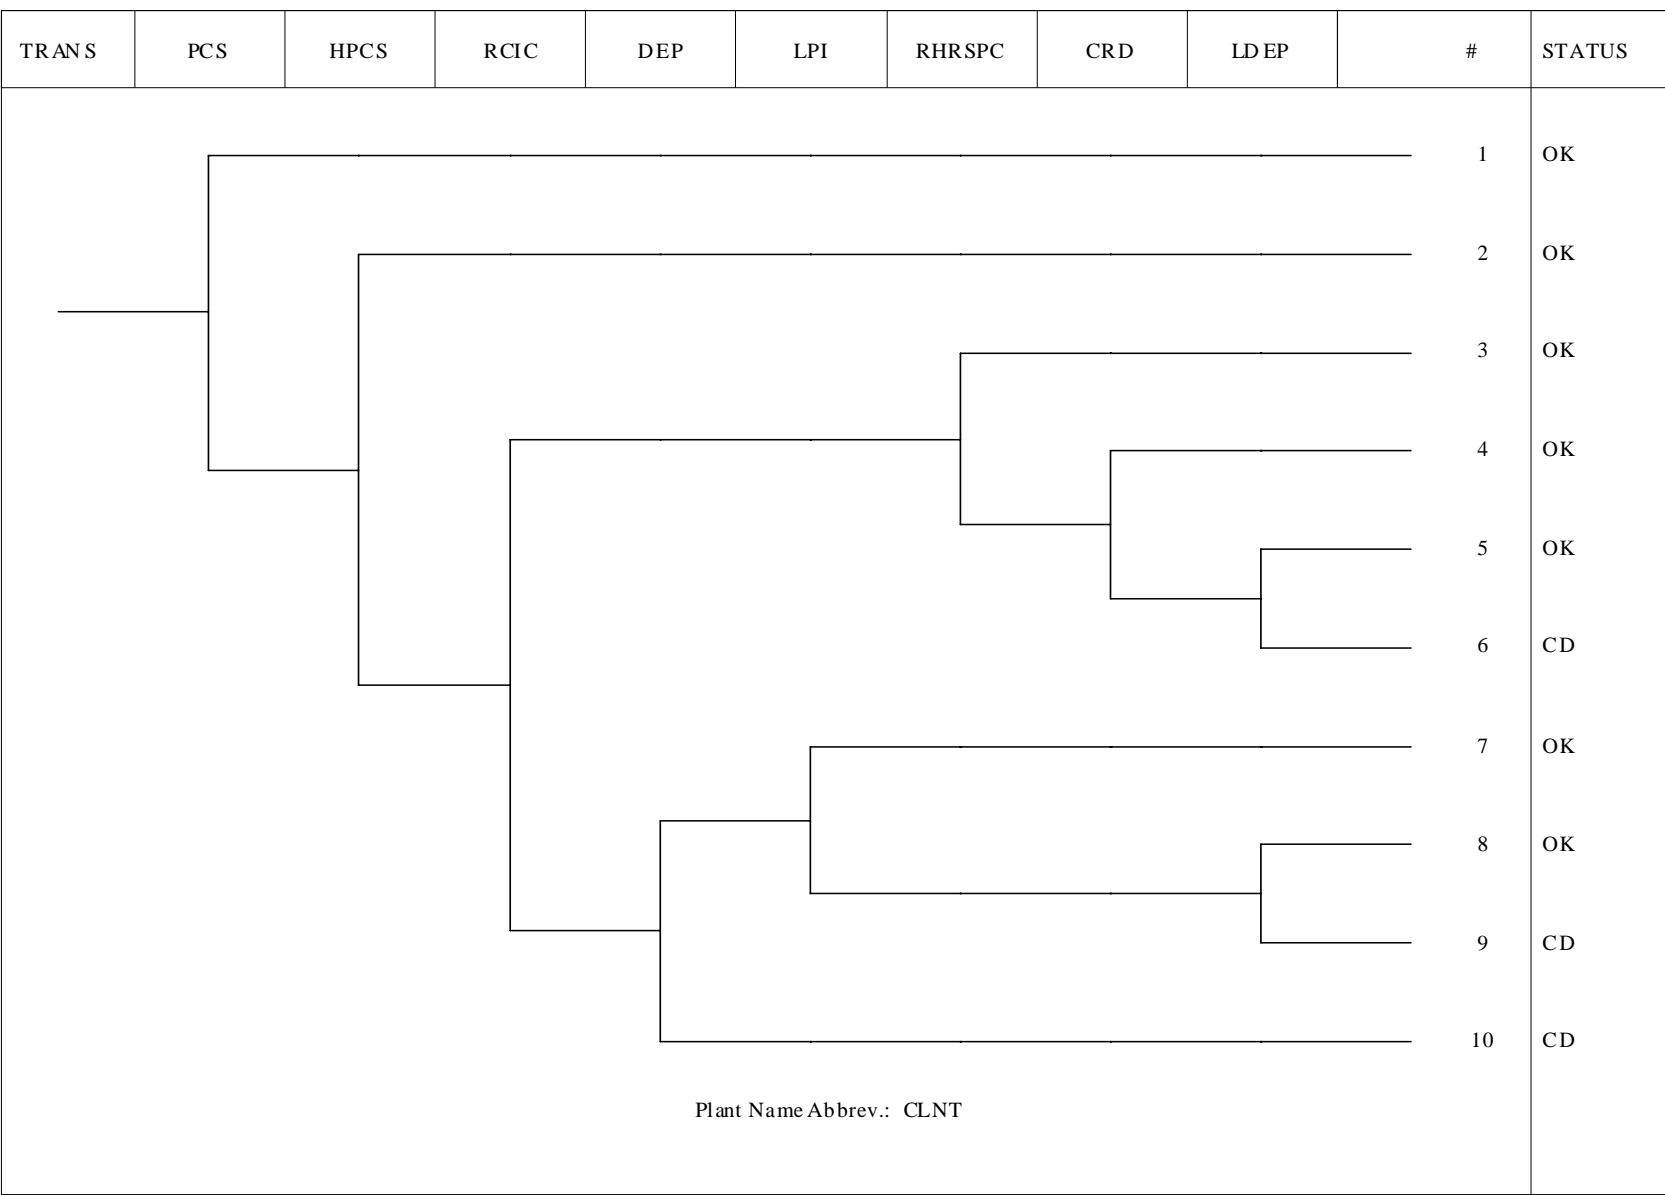 TRANS PCS HPCS RCIC DEP LPI RHRSPC CRD LDEP # STATUS
1 OK
2 OK
3 OK
4 OK
5 OK
6 CD
7 OK
8 OK
9 CD
10 CD
Plant Name Abbrev.: CLNT